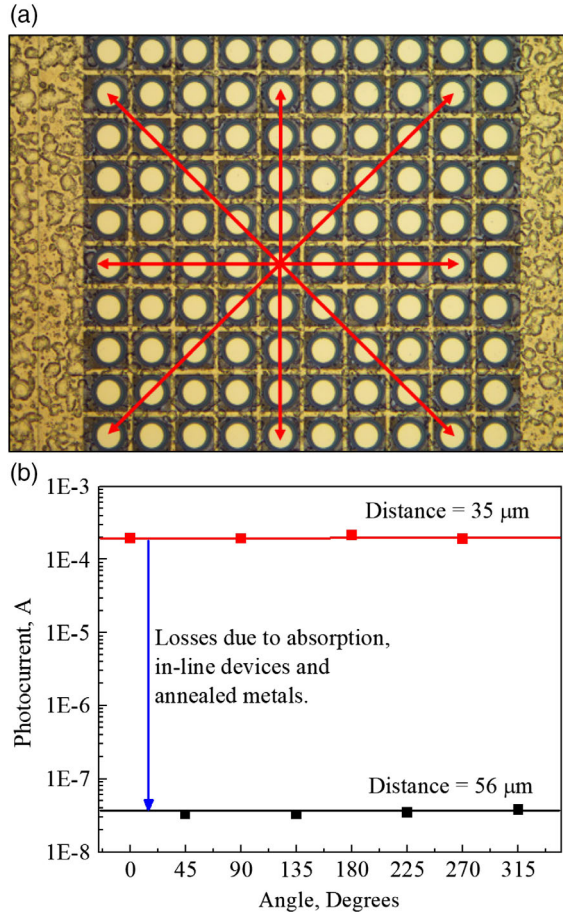 (a)
(b)
1E-3
1E-4
1E-5
1E-6
1E-7
1E-8
Photocurrent, A
Distance = 35 μm
Losses due to absorption,
in-line devices and
annealed metals.
Distance = 56 μm
0 45 90 135 180 225 270 315
Angle, Degrees